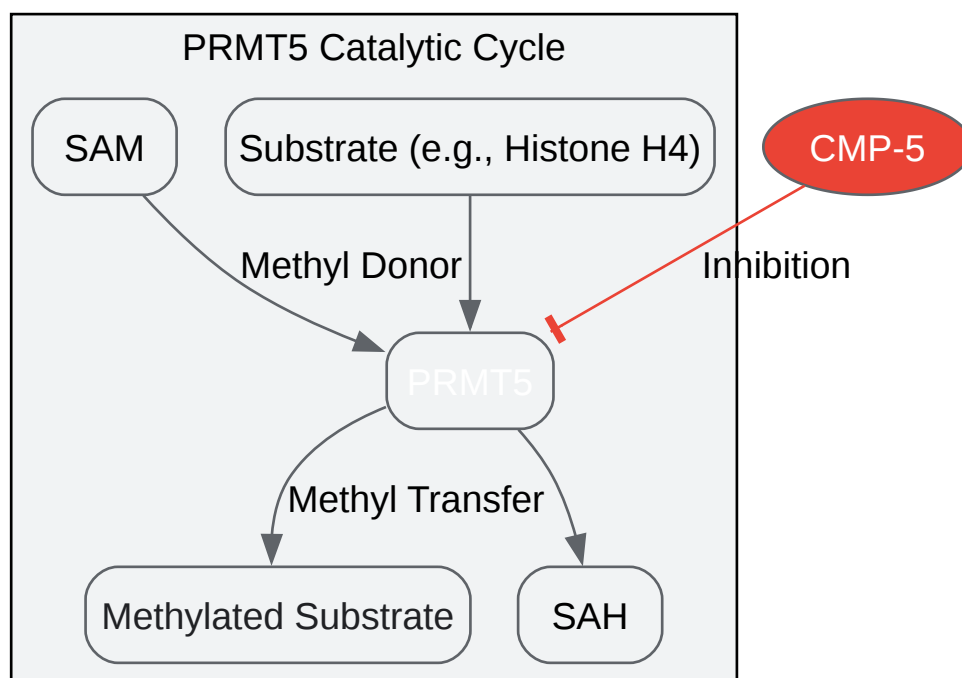 PRMT5 Catalytic Cycle
SAM
Substrate (e.g., Histone H4)
CMP-5
Methyl Donor
Inhibition
PRMT5
Methyl Transfer
Methylated Substrate
SAH